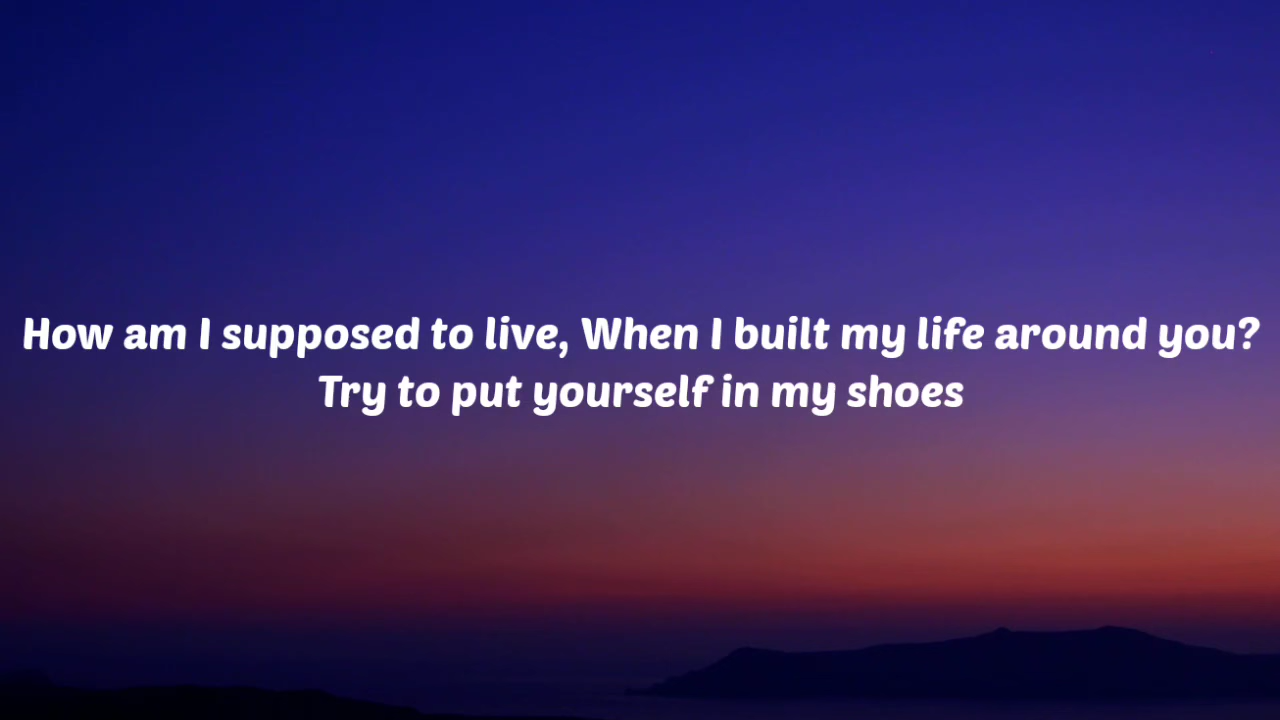 How am I supposed to live, When I built my life around you?
Try to put yourself in my shoes